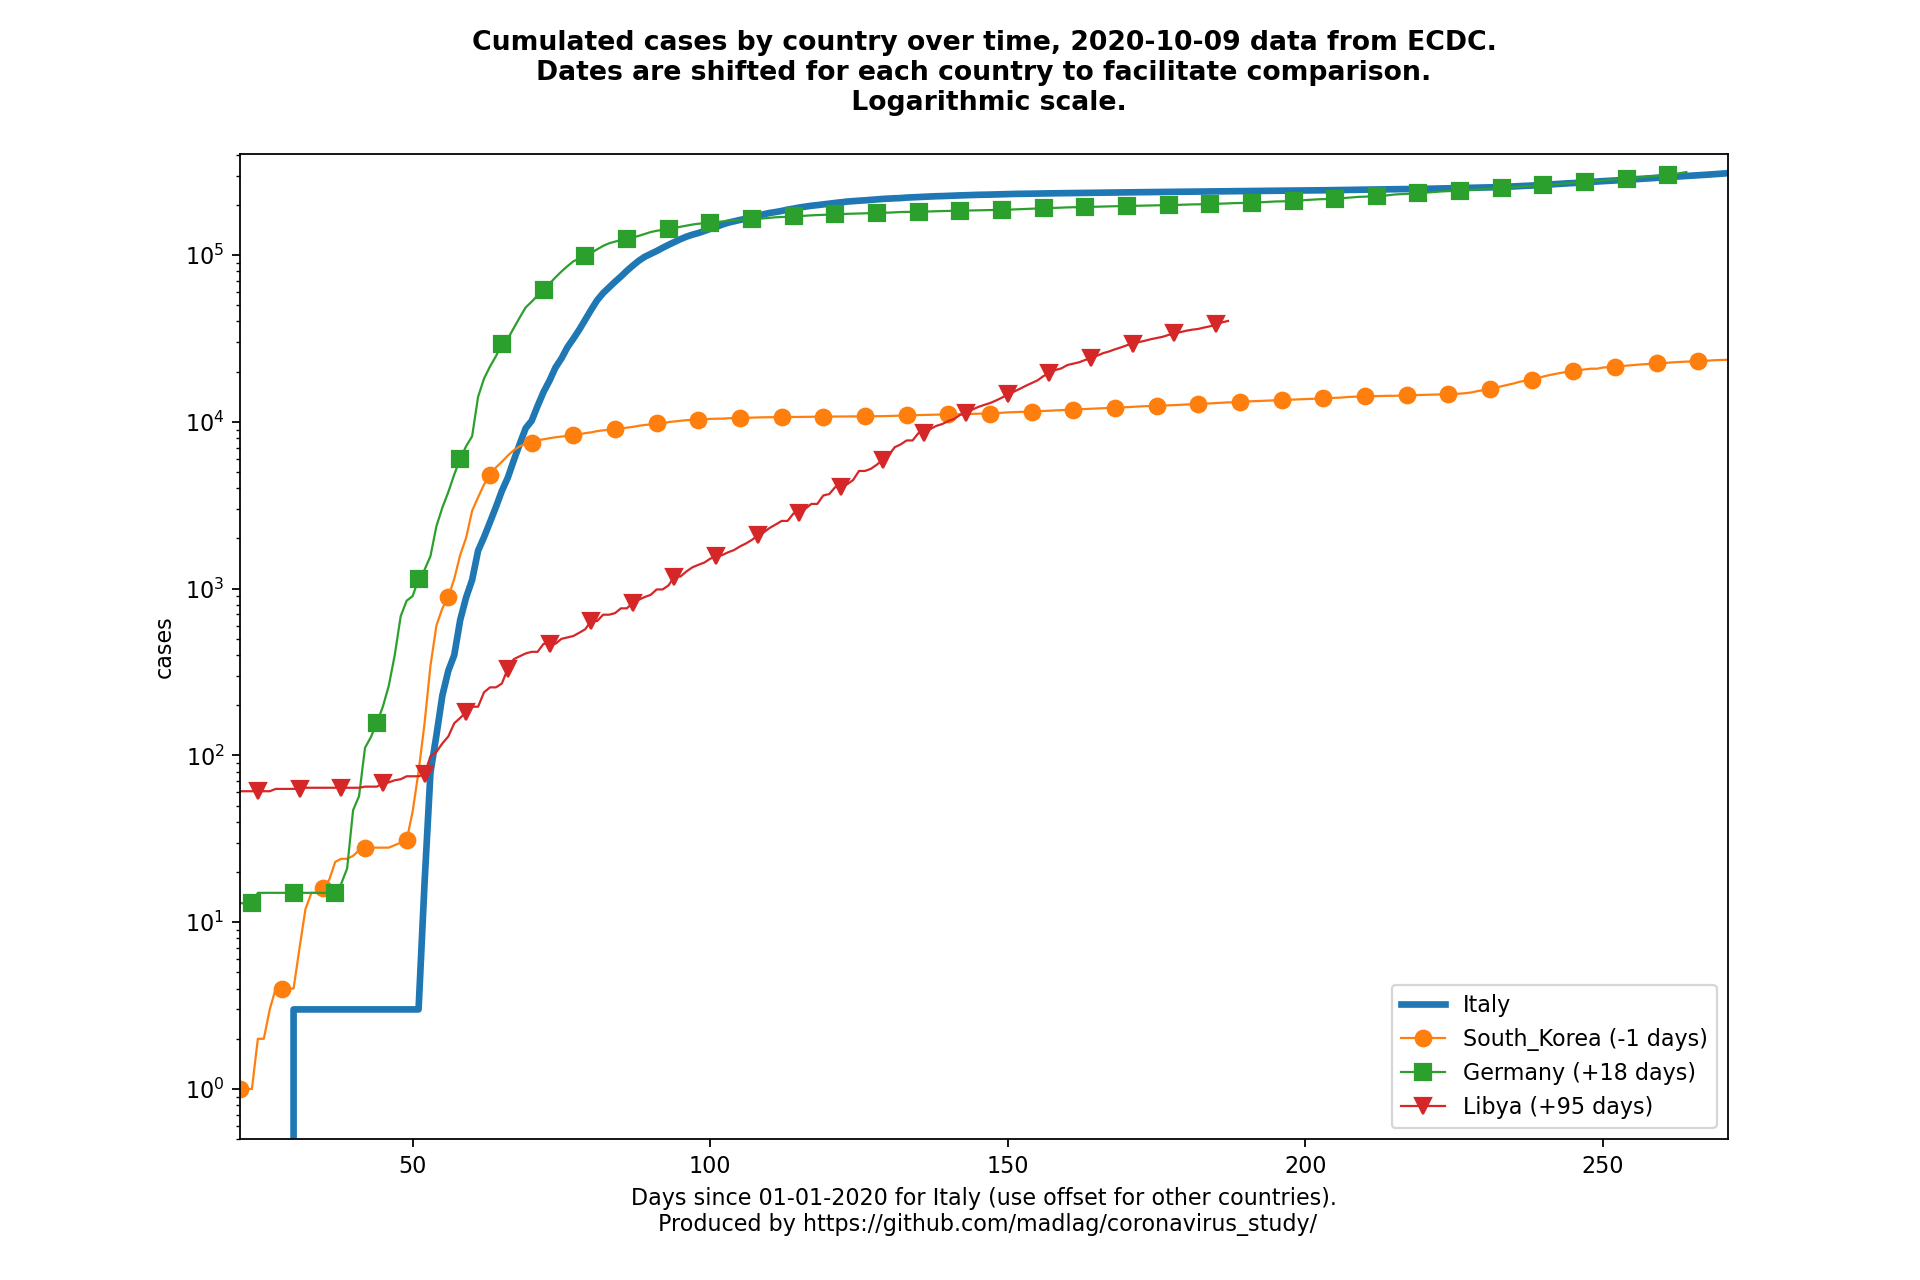 Cumulated cases by country over time, 2020-10-09 data from ECDC.
Dates are shifted for each country to facilitate comparison.
Logarithmic scale.
10^5
10^4
10^3
10^2
10^1
10^0
cases
50 100 150 200 250
Italy
South_Korea (-1 days)
Germany (+18 days)
Libya (+95 days)
Days since 01-01-2020 for Italy (use offset for other countries).
Produced by https://github.com/madlag/coronavirus_study/